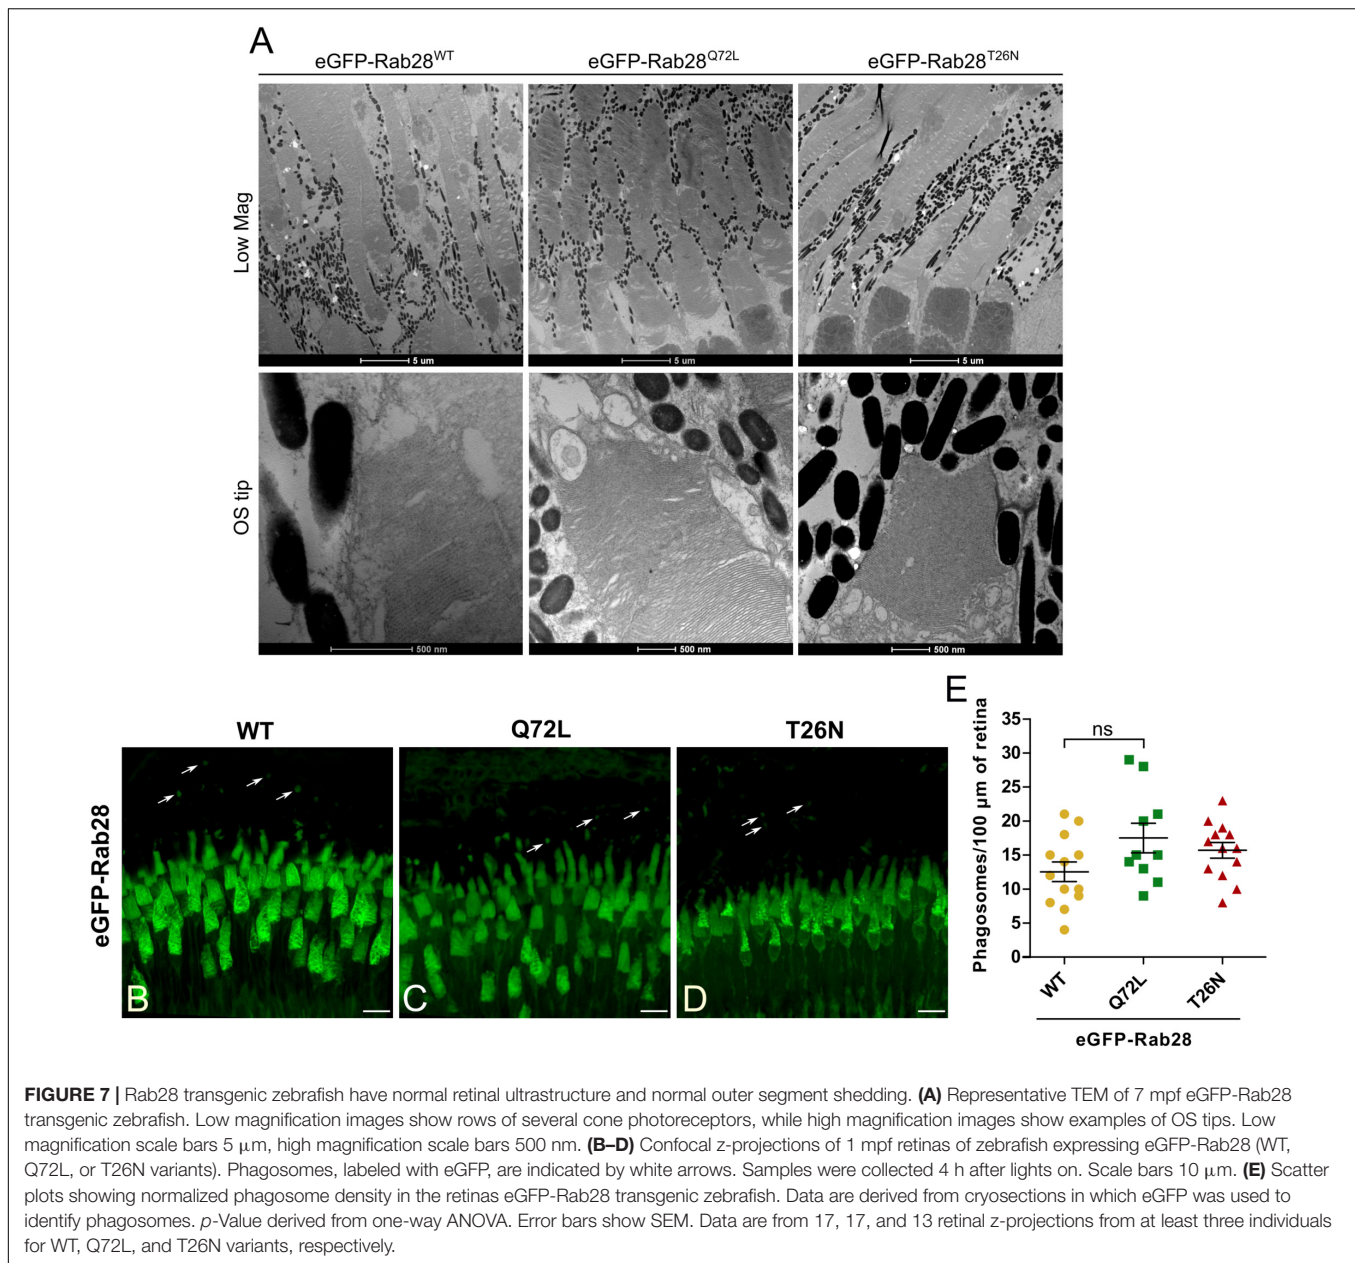 A
eGFP-Rab28WT
eGFP-Rab28Q72L
eGFP-Rab28T26N
Low Mag
5 um
5 um
5 um
OS tip
500 nm
500 nm
500 nm
WT
Q72L
T26N
eGFP-Rab28
B
C
D
E
Phagosomes/100 µm of retina
35
30
25
20
15
10
5
0
ns
WT
Q72L
T26N
eGFP-Rab28
FIGURE 7 | Rab28 transgenic zebrafish have normal retinal ultrastructure and normal outer segment shedding. (A) Representative TEM of 7 mpf eGFP-Rab28
transgenic zebrafish. Low magnification images show rows of several cone photoreceptors, while high magnification images show examples of OS tips. Low
magnification scale bars 5 µm, high magnification scale bars 500 nm. (B–D) Confocal z-projections of 1 mpf retinas of zebrafish expressing eGFP-Rab28 (WT,
Q72L, or T26N variants). Phagosomes, labeled with eGFP, are indicated by white arrows. Samples were collected 4 h after lights on. Scale bars 10 µm. (E) Scatter
plots showing normalized phagosome density in the retinas eGFP-Rab28 transgenic zebrafish. Data are derived from cryosections in which eGFP was used to
identify phagosomes. p-Value derived from one-way ANOVA. Error bars show SEM. Data are from 17, 17, and 13 retinal z-projections from at least three individuals
for WT, Q72L, and T26N variants, respectively.